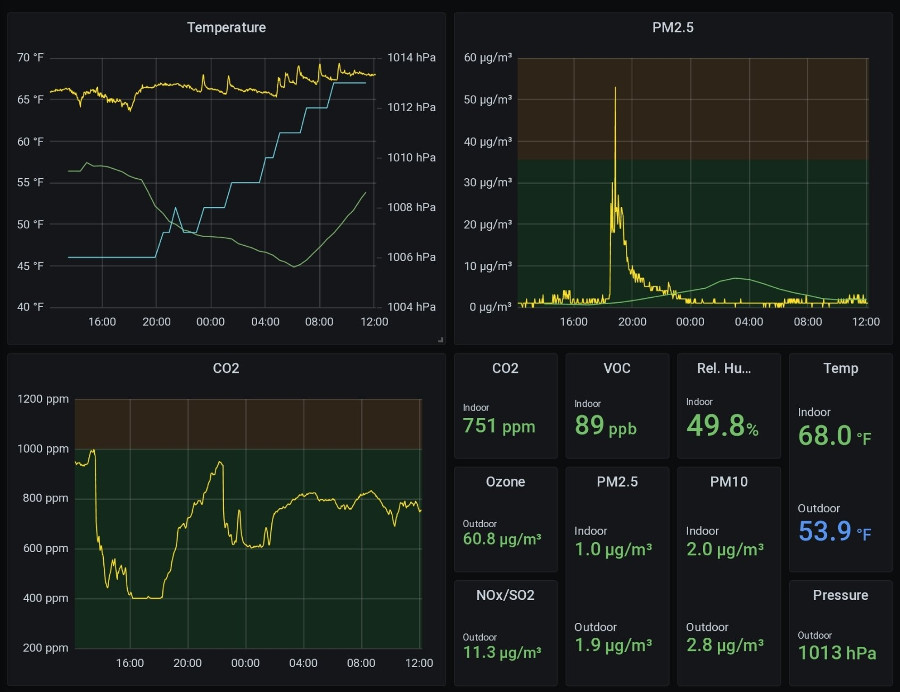 Temperature
70 °F
65 °F
60 °F
55 °F
50 °F
45 °F
40 °F
1014 hPa
1012 hPa
1010 hPa
1008 hPa
1006 hPa
1004 hPa
16:00 20:00 00:00 04:00 08:00 12:00
PM2.5
60 µg/m³
50 µg/m³
40 µg/m³
30 µg/m³
20 µg/m³
10 µg/m³
0 µg/m³
16:00 20:00 00:00 04:00 08:00 12:00
CO2
1200 ppm
1000 ppm
800 ppm
600 ppm
400 ppm
200 ppm
16:00 20:00 00:00 04:00 08:00 12:00
CO2
Indoor
751 ppm
VOC
Indoor
89 ppb
Rel. Hu...
Indoor
49.8%
Temp
Indoor
68.0 °F
Outdoor
53.9 °F
Ozone
Outdoor
60.8 µg/m³
PM2.5
Indoor
1.0 µg/m³
Outdoor
1.9 µg/m³
PM10
Indoor
2.0 µg/m³
Outdoor
2.8 µg/m³
NOx/SO2
Outdoor
11.3 µg/m³
Pressure
Outdoor
1013 hPa